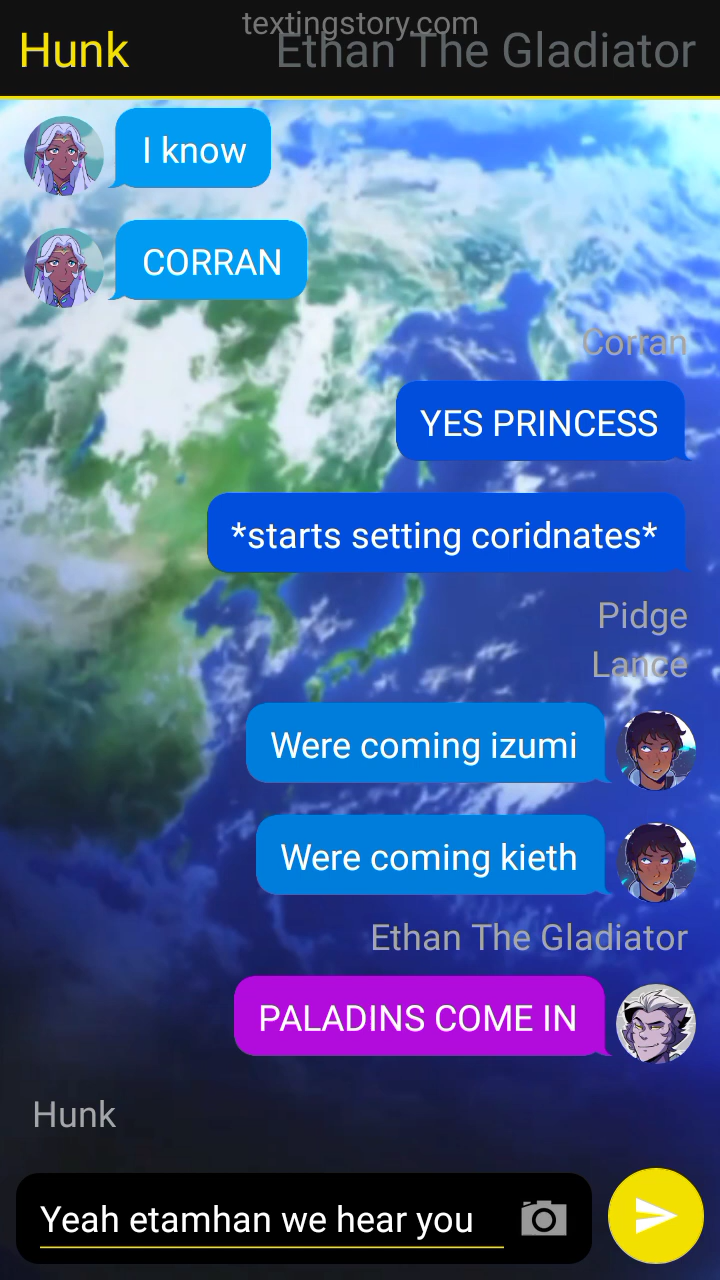 textingstory.com
Hunk
Ethan The Gladiator
I know
CORRAN
Corran
YES PRINCESS
*starts setting coridnates*
Pidge
Lance
Were coming izumi
Were coming kieth
Ethan The Gladiator
PALADINS COME IN
Hunk
Yeah etamhan we hear you